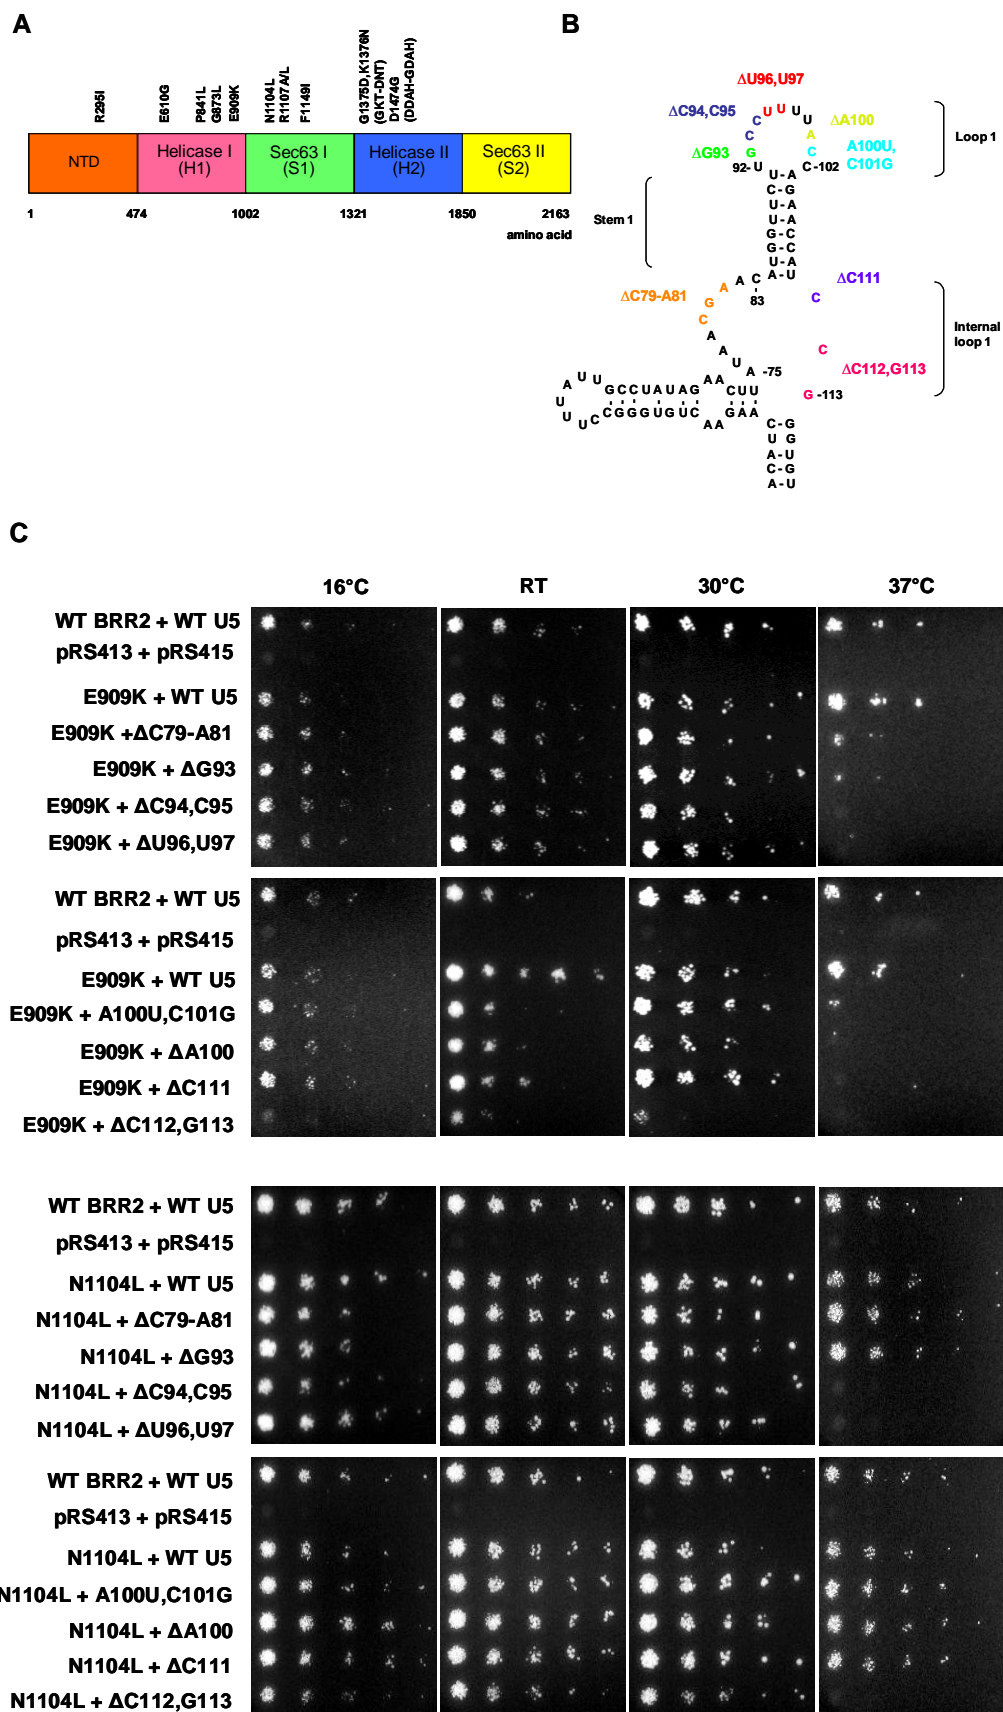 A
R295I
E610G
P841L
G873L
E909K
N1104L
R1107A/L
F1149I
G1375D,K1376N
(GKT-DNT)
D1474G
(DDAH-GDAH)
NTD
Helicase I
(H1)
Sec63 I
(S1)
Helicase II
(H2)
Sec63 II
(S2)
1
474
1002
1321
1850
2163
amino acid
B
ΔU96,U97
ΔC94,C95
ΔA100
ΔG93
A100U,
C101G
Loop 1
U U U U
C
C
G
A
C
92-U
C-102
U-A
C-G
U-A
U-A
G-C
G-C
U-A
A-U
Stem 1
ΔC79-A81
C G A A C
83
A A U A -75
ΔC111
C
C
ΔC112,G113
G -113
Internal
loop 1
A U U G C C U A U A G A A C U U
U U U C C G G G U G U C A A G A A
C-G
U G
A-U
C-G
A-U
C
16°C RT 30°C 37°C
WT BRR2 + WT U5
pRS413 + pRS415
E909K + WT U5
E909K +ΔC79-A81
E909K + ΔG93
E909K + ΔC94,C95
E909K + ΔU96,U97
WT BRR2 + WT U5
pRS413 + pRS415
E909K + WT U5
E909K + A100U,C101G
E909K + ΔA100
E909K + ΔC111
E909K + ΔC112,G113
WT BRR2 + WT U5
pRS413 + pRS415
N1104L + WT U5
N1104L + ΔC79-A81
N1104L + ΔG93
N1104L + ΔC94,C95
N1104L + ΔU96,U97
WT BRR2 + WT U5
pRS413 + pRS415
N1104L + WT U5
N1104L + A100U,C101G
N1104L + ΔA100
N1104L + ΔC111
N1104L + ΔC112,G113